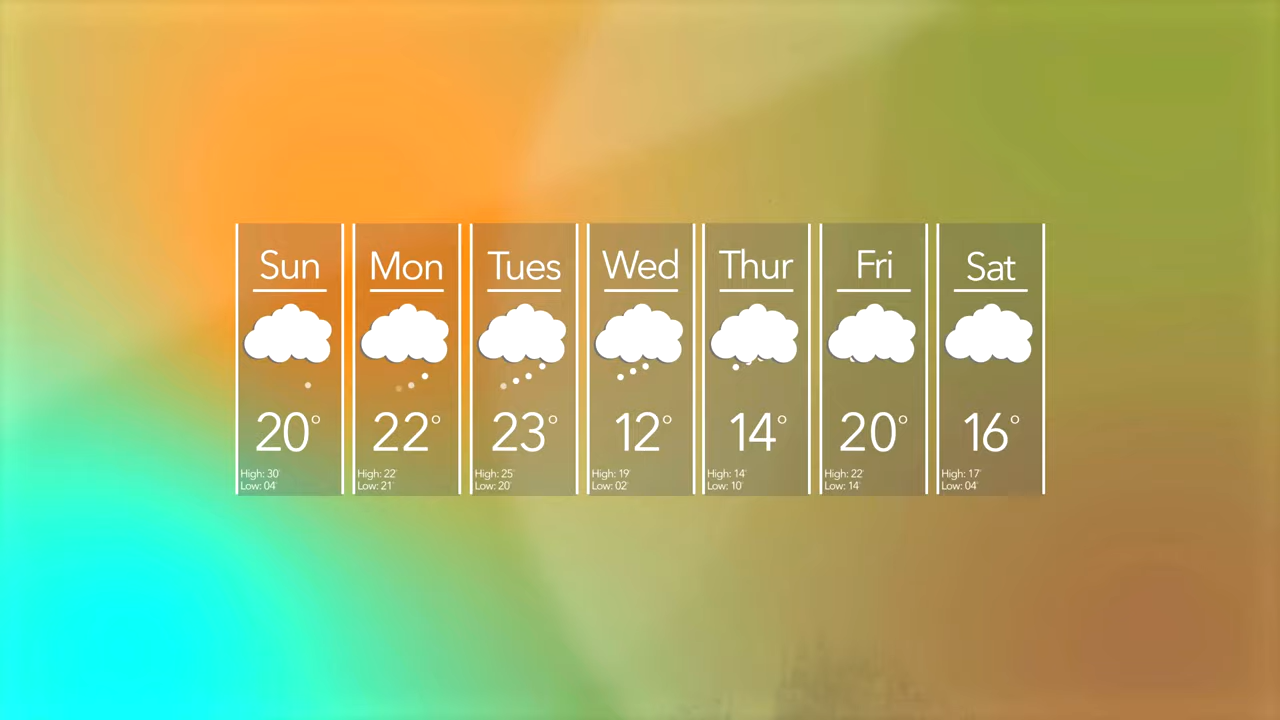 Sun
20°
High: 30°
Low: 04°
Mon
22°
High: 22°
Low: 21°
Tues
23°
High: 25°
Low: 20°
Wed
12°
High: 19°
Low: 02°
Thur
14°
High: 14°
Low: 10°
Fri
20°
High: 22°
Low: 14°
Sat
16°
High: 17°
Low: 04°